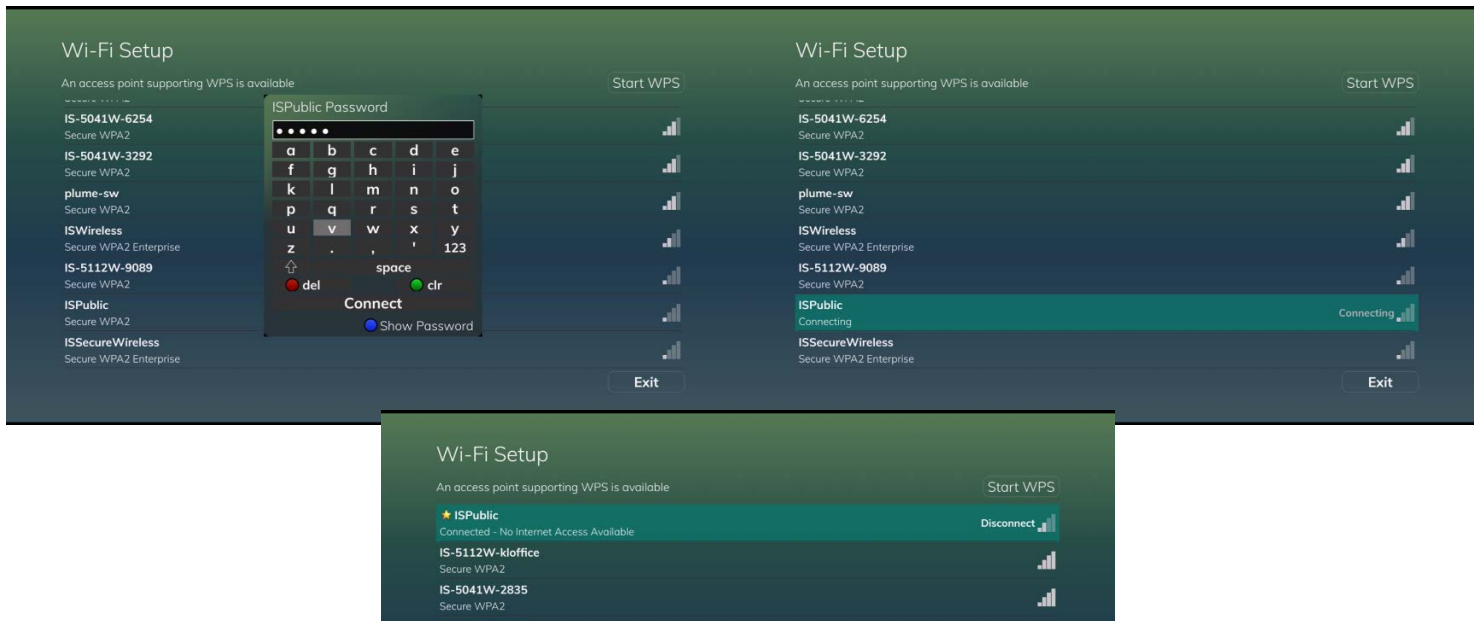 Wi-Fi Setup
An access point supporting WPS is available
Start WPS
IS-5041W-6254
Secure WPA2
IS-5041W-3292
Secure WPA2
plume-sw
Secure WPA2
ISWireless
Secure WPA2 Enterprise
IS-5112W-9089
Secure WPA2
ISPublic
Secure WPA2
ISSecureWireless
Secure WPA2 Enterprise
Exit
ISPublic Password
a b c d e
f g h i j
k l m n o
p q r s t
u v w x y
z . , ' 123
space
del clr
Connect
Show Password
Wi-Fi Setup
An access point supporting WPS is available
Start WPS
IS-5041W-6254
Secure WPA2
IS-5041W-3292
Secure WPA2
plume-sw
Secure WPA2
ISWireless
Secure WPA2 Enterprise
IS-5112W-9089
Secure WPA2
ISPublic
Connecting
Connecting
ISSecureWireless
Secure WPA2 Enterprise
Exit
Wi-Fi Setup
An access point supporting WPS is available
Start WPS
ISPublic
Connected - No Internet Access Available
Disconnect
IS-5112W-kloffice
Secure WPA2
IS-5041W-2835
Secure WPA2